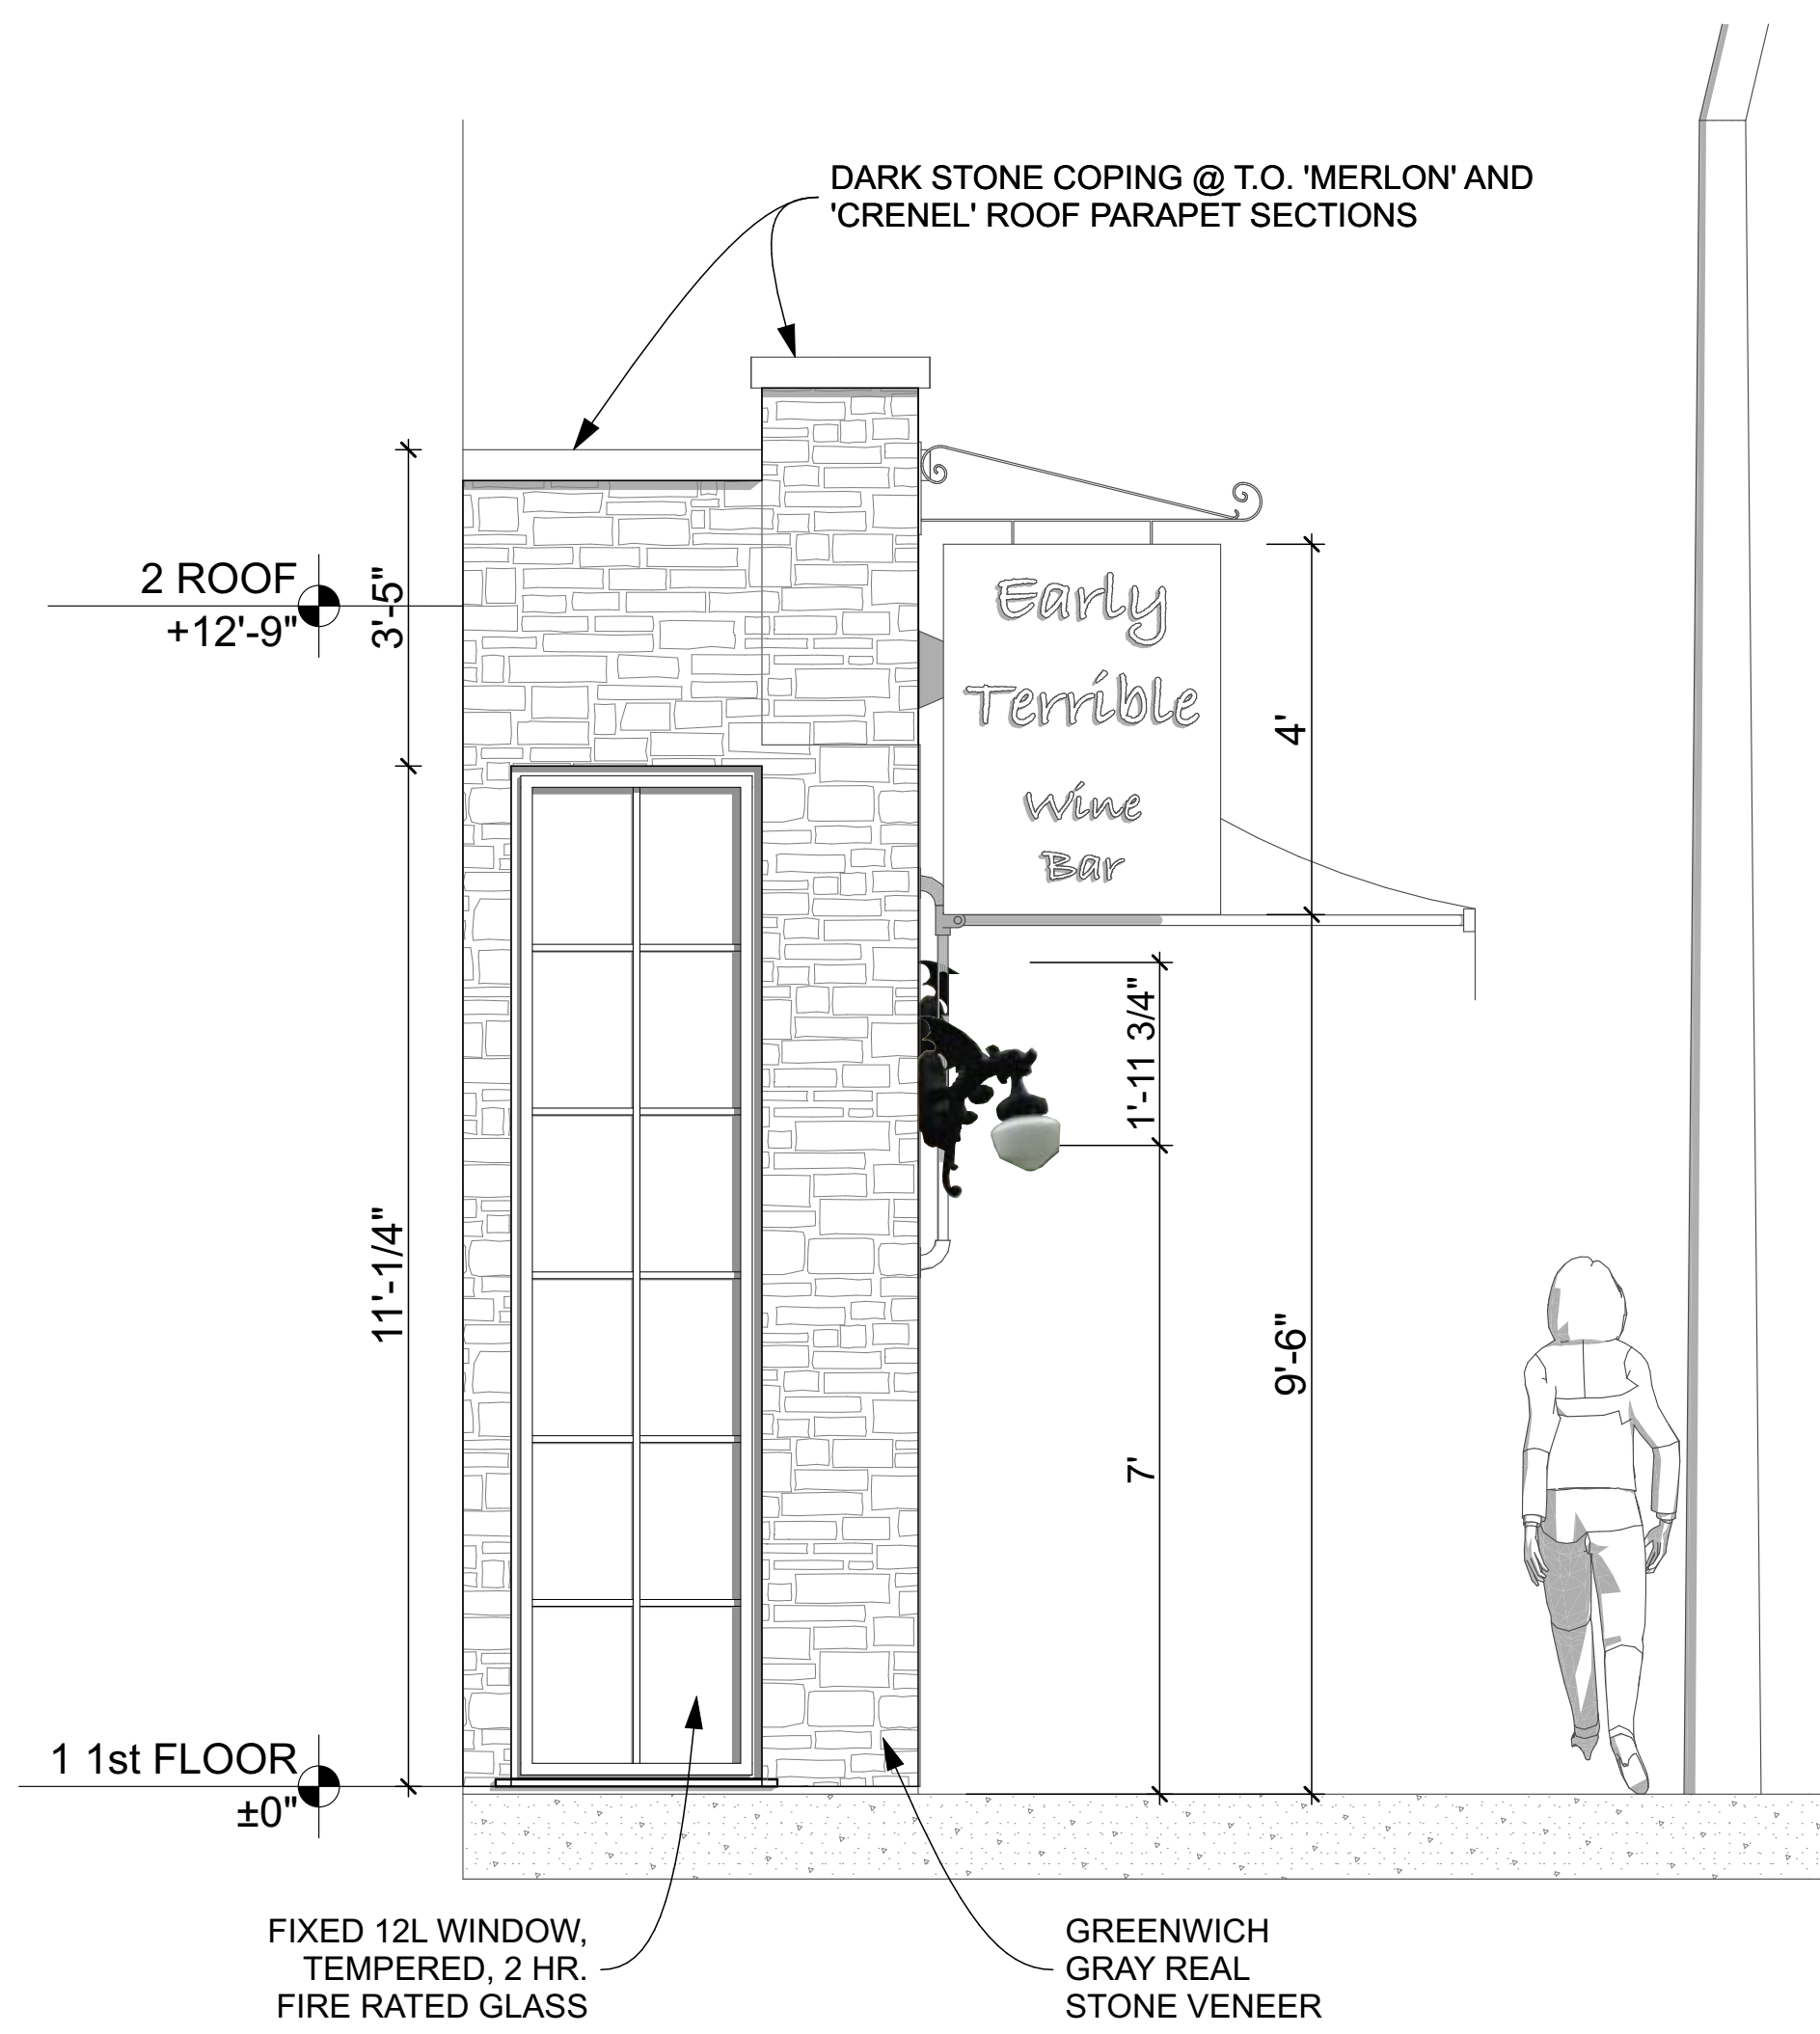 DARK STONE COPING @ T.O. 'MERLON' AND
'CRENEL' ROOF PARAPET SECTIONS
2 ROOF
+12'-9"
3'-5"
Early
Terrible
Wine
Bar
4'
1'-11 3/4"
11'-1/4"
9'-6"
7'
1 1st FLOOR
±0"
FIXED 12L WINDOW,
TEMPERED, 2 HR.
FIRE RATED GLASS
GREENWICH
GRAY REAL
STONE VENEER